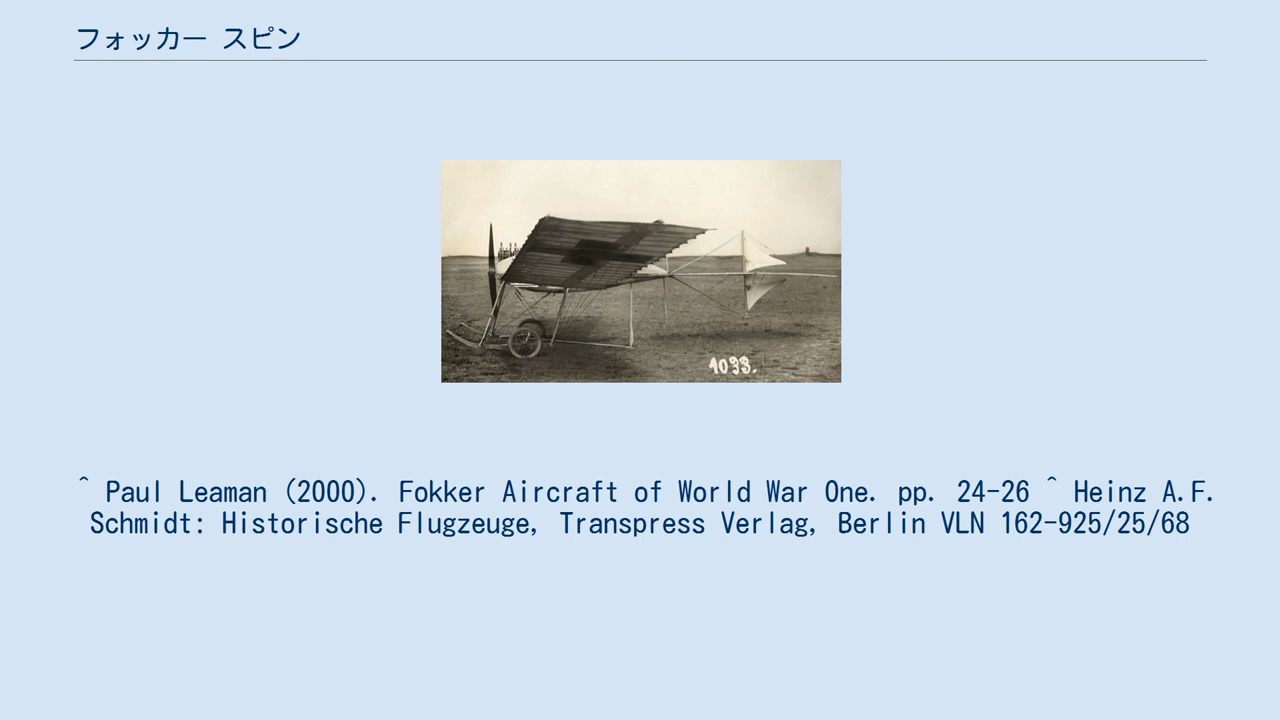 フォッカー スピン
1033.
^ Paul Leaman (2000). Fokker Aircraft of World War One. pp. 24-26 ^ Heinz A.F.
Schmidt: Historische Flugzeuge, Transpress Verlag, Berlin VLN 162-925/25/68